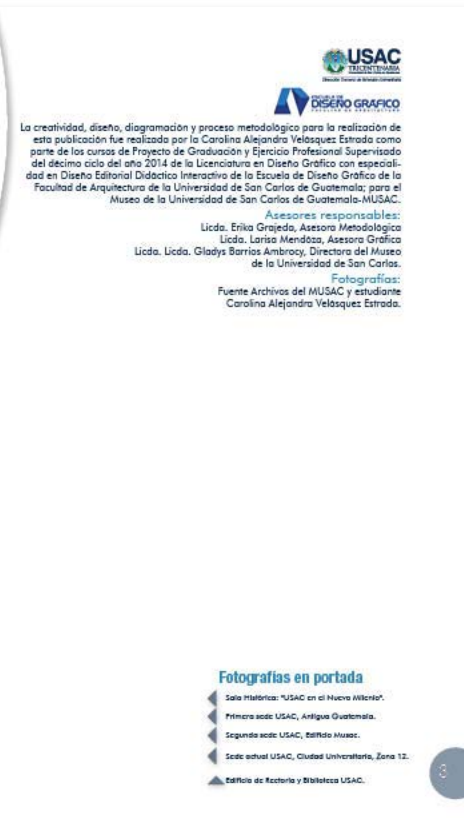 USAC
TRICENTENARIA
ESCUELA DE
DISEÑO GRAFICO
FACULTAD DE ARQUITECTURA
La creatividad, diseño, diagramación y proceso metodológico para la realización de
esta publicación fue realizada por la Carolina Alejandra Velásquez Estrada como
parte de los cursos de Proyecto de Graduación y Ejercicio Profesional Supervisado
del décimo ciclo del año 2014 de la Licenciatura en Diseño Gráfico con especiali-
dad en Diseño Editorial Didáctico Interactivo de la Escuela de Diseño Gráfico de la
Facultad de Arquitectura de la Universidad de San Carlos de Guatemala; para el
Museo de la Universidad de San Carlos de Guatemala-MUSAC.
Asesores responsables:
Licda. Erika Grajeda, Asesora Metodológica
Licda. Larisa Mendóza, Asesora Gráfica
Licda. Licda. Gladys Barrios Ambrocy, Directora del Museo
de la Universidad de San Carlos.
Fotografías:
Fuente Archivos del MUSAC y estudiante
Carolina Alejandra Velásquez Estrada.
Fotografías en portada
Sala Histórica: "USAC en el Nuevo Milenio".
Primera sede USAC, Antigua Guatemala.
Segunda sede USAC, Edificio Musac.
Sede actual USAC, Ciudad Universitaria, Zona 12.
Edificio de Rectoría y Biblioteca USAC.
3